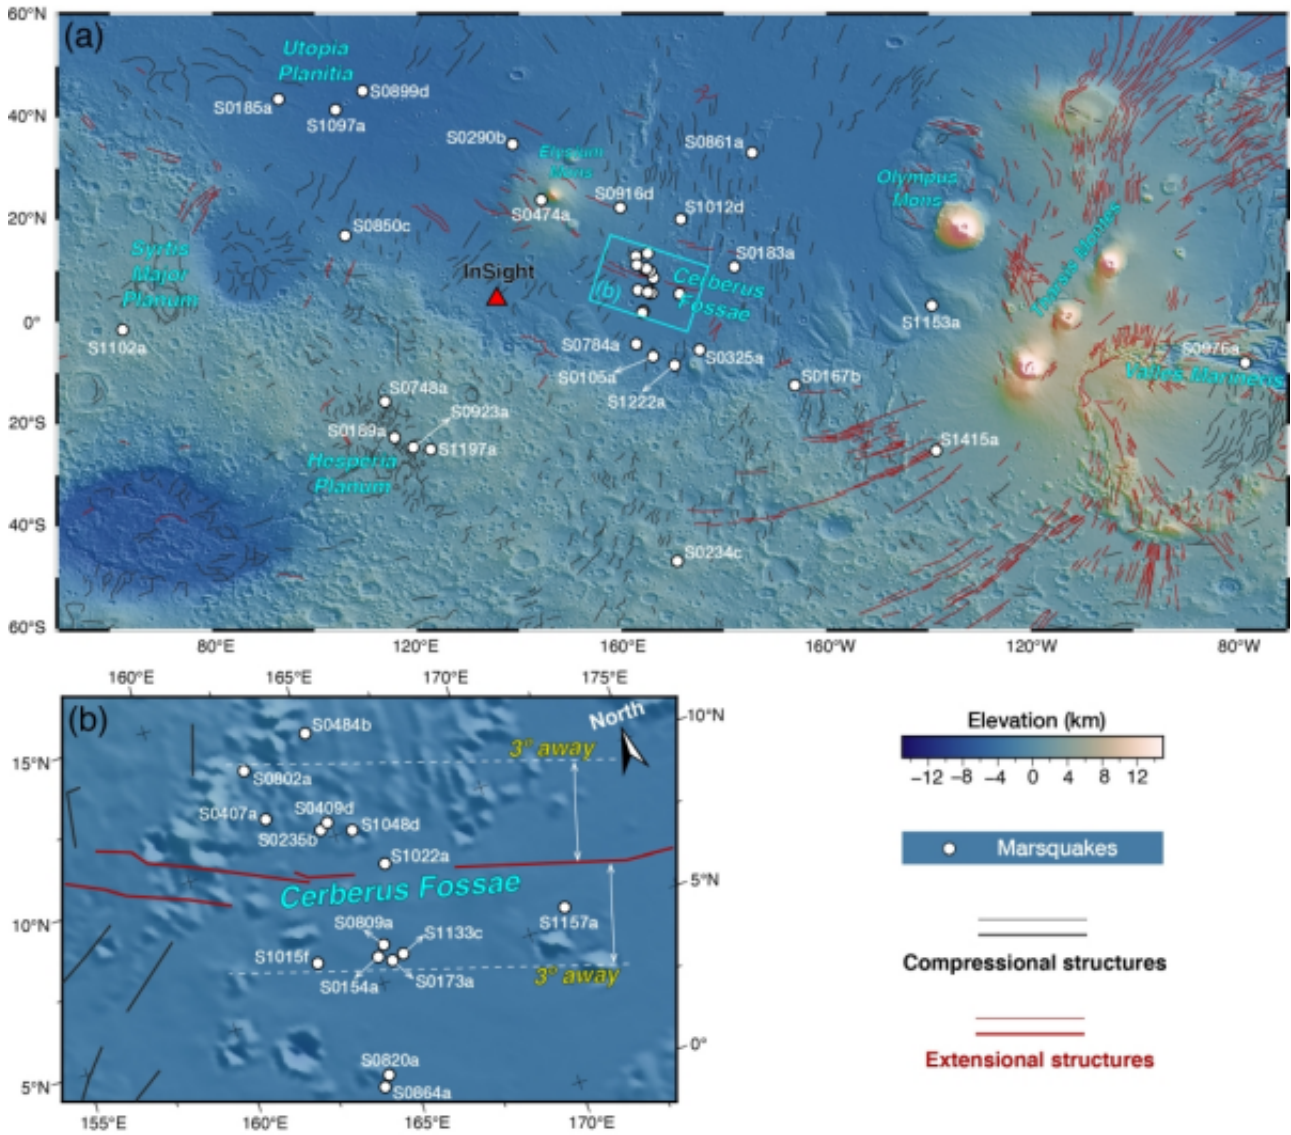 60°N
(a)
Utopia
Planitia
S0185a
S0899d
S1097a
40°N
S0290b
S0861a
Elysium
Mons
Olympus
Mons
S0916d
S0474a
S1012d
20°N
S0850c
Syrtis
Major
Planum
S0183a
InSight
Cerberus
Fossae
(b)
Tharsis Montes
0°
S1102a
S1153a
S0784a
S0325a
S0976a
S0105a
S0167b
Valles Marineris
S1222a
S0748a
S0923a
20°S
S0189a
S1197a
S1415a
Hesperia
Planum
40°S
S0234c
60°S
80°E
120°E
160°E
160°W
120°W
80°W
160°E
165°E
170°E
175°E
(b)
S0484b
North
10°N
3° away
15°N
S0802a
S0407a
S0409d
S0235b
S1048d
S1022a
Cerberus Fossae
5°N
S0809a
S1157a
10°N
S1133c
S1015f
S0154a
S0173a
3° away
0°
S0820a
5°N
S0864a
155°E
160°E
165°E
170°E
Elevation (km)
−12 −8 −4 0 4 8 12
Marsquakes
Compressional structures
Extensional structures